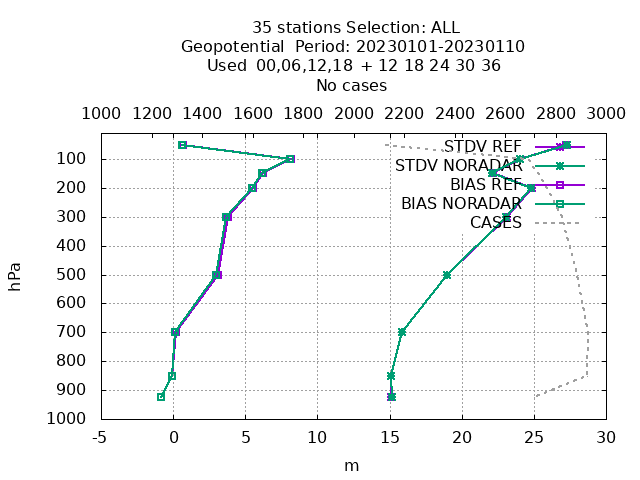 35 stations Selection: ALL
Geopotential  Period: 20230101-20230110
Used  00,06,12,18  + 12 18 24 30 36
No cases
1000 1200 1400 1600 1800 2000 2200 2400 2600 2800 3000
STDV REF
100
STDV NORADAR
BIAS REF
200
BIAS NORADAR
300
CASES
400
hPa
500
600
700
800
900
1000
-5 0 5 10 15 20 25 30
m